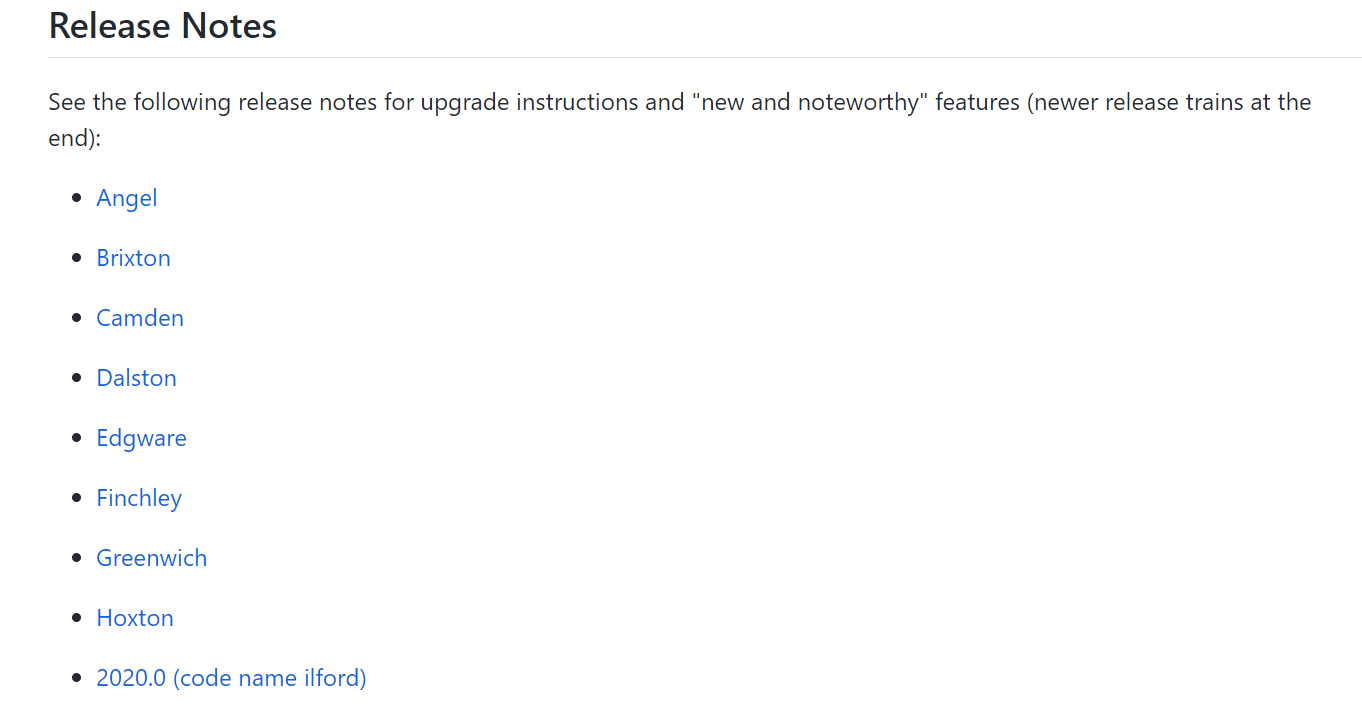 Release Notes
See the following release notes for upgrade instructions and "new and noteworthy" features (newer release trains at the
end):
Angel
Brixton
Camden
Dalston
Edgware
Finchley
Greenwich
Hoxton
2020.0 (code name ilford)